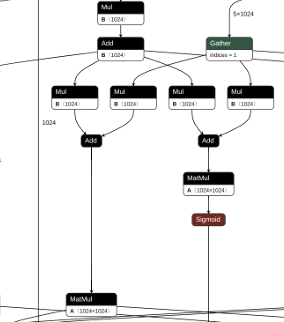 Mul
B ⟨1024⟩
5×1024
Add
B ⟨1024⟩
Gather
indices = 1
Mul
B ⟨1024⟩
Mul
B ⟨1024⟩
Mul
B ⟨1024⟩
Mul
B ⟨1024⟩
1024
Add
Add
MatMul
A ⟨1024×1024⟩
Sigmoid
MatMul
A ⟨1024×1024⟩